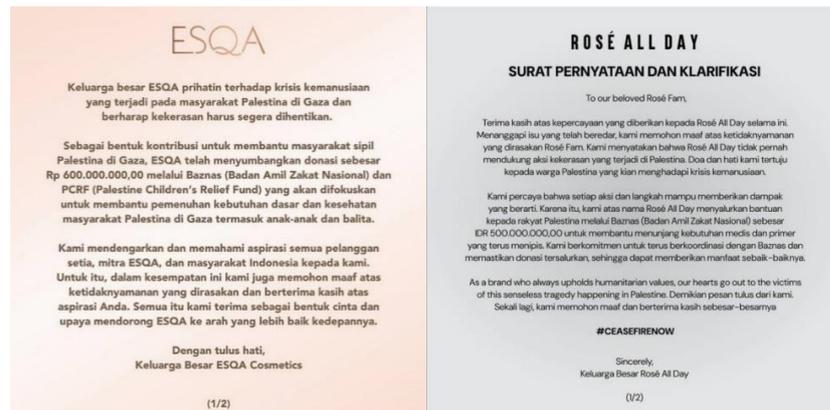 ESQA
Keluarga besar ESQA prihatin terhadap krisis kemanusiaan
yang terjadi pada masyarakat Palestina di Gaza dan
berharap kekerasan harus segera dihentikan.
Sebagai bentuk kontribusi untuk membantu masyarakat sipil
Palestina di Gaza, ESQA telah menyumbangkan donasi sebesar
Rp 600.000.000,00 melalui Baznas (Badan Amil Zakat Nasional) dan
PCRF (Palestine Children's Relief Fund) yang akan difokuskan
untuk membantu pemenuhan kebutuhan dasar dan kesehatan
masyarakat Palestina di Gaza termasuk anak-anak dan balita.
Kami mendengarkan dan memahami aspirasi semua pelanggan
setia, mitra ESQA, dan masyarakat Indonesia kepada kami.
Untuk itu, dalam kesempatan ini kami juga memohon maaf atas
ketidaknyamanan yang dirasakan dan berterima kasih atas
aspirasi Anda. Semua itu kami terima sebagai bentuk cinta dan
upaya mendorong ESQA ke arah yang lebih baik kedepannya.
Dengan tulus hati,
Keluarga Besar ESQA Cosmetics
(1/2)
ROSÉ ALL DAY
SURAT PERNYATAAN DAN KLARIFIKASI
To our beloved Rosé Fam,
Terima kasih atas kepercayaan yang diberikan kepada Rosé All Day selama ini.
Menanggapi isu yang telah beredar, kami memohon maaf atas ketidaknyamanan
yang dirasakan Rosé Fam. Kami menyatakan bahwa Rosé All Day tidak pernah
mendukung aksi kekerasan yang terjadi di Palestina. Doa dan hati kami tertuju
kepada warga Palestina yang kian menghadapi krisis kemanusiaan.
Kami percaya bahwa setiap aksi dan langkah mampu memberikan dampak
yang berarti. Karena itu, kami atas nama Rosé All Day menyalurkan bantuan
kepada rakyat Palestina melalui Baznas (Badan Amil Zakat Nasional) sebesar
IDR 500.000.000,00 untuk membantu menunjang kebutuhan medis dan primer
yang terus menipis. Kami berkomitmen untuk terus berkoordinasi dengan Baznas dan
memastikan donasi tersalurkan, sehingga dapat memberikan manfaat sebaik-baiknya.
As a brand who always upholds humanitarian values, our hearts go out to the victims
of this senseless tragedy happening in Palestine. Demikian pesan tulus dari kami.
Sekali lagi, kami memohon maaf dan berterima kasih sebesar-besarnya
#CEASEFIRENOW
Sincerely,
Keluarga Besar Rosé All Day
(1/2)